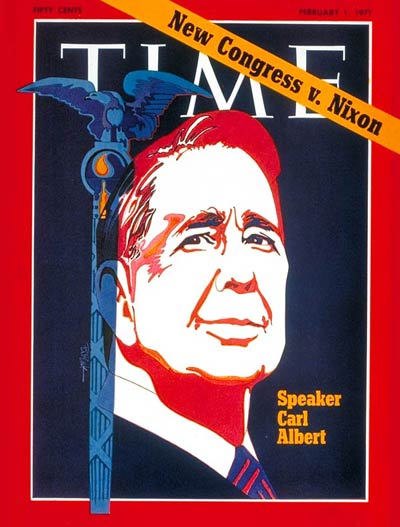 FIFTY CENTS
FEBRUARY 1, 1971
New Congress v. Nixon
TIME
Speaker
Carl
Albert